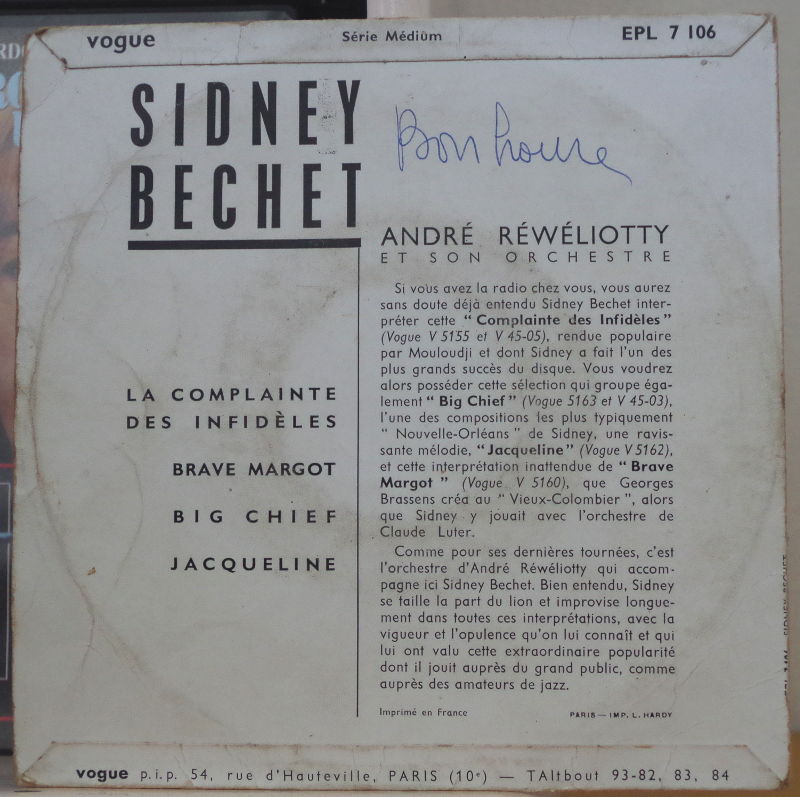 vogue Série Médium EPL 7 106
SIDNEY
BECHET
Bonhoure
ANDRÉ RÉWÉLIOTTY
ET SON ORCHESTRE
LA COMPLAINTE
DES INFIDÈLES
BRAVE MARGOT
BIG CHIEF
JACQUELINE
Si vous avez la radio chez vous, vous aurez
sans doute déjà entendu Sidney Bechet inter-
préter cette “ Complainte des Infidèles ”
(Vogue V 5155 et V 45-05), rendue populaire
par Mouloudji et dont Sidney a fait l'un des
plus grands succès du disque. Vous voudrez
alors posséder cette sélection qui groupe éga-
lement “ Big Chief ” (Vogue 5163 et V 45-03),
l'une des compositions les plus typiquement
“ Nouvelle-Orléans ” de Sidney, une ravis-
sante mélodie, “Jacqueline” (Vogue V 5162),
et cette interprétation inattendue de “ Brave
Margot ” (Vogue V 5160), que Georges
Brassens créa au “ Vieux-Colombier ”, alors
que Sidney y jouait avec l'orchestre de
Claude Luter.
Comme pour ses dernières tournées, c'est
l'orchestre d'André Réwéliotty qui accom-
pagne ici Sidney Bechet. Bien entendu, Sidney
se taille la part du lion et improvise longue-
ment dans toutes ces interprétations, avec la
vigueur et l'opulence qu'on lui connaît et qui
lui ont valu cette extraordinaire popularité
dont il jouit auprès du grand public, comme
auprès des amateurs de jazz.
Imprimé en France PARIS — IMP. L. HARDY
vogue p.i.p. 54, rue d'Hauteville, PARIS (10e) — TAItbout 93-82, 83, 84